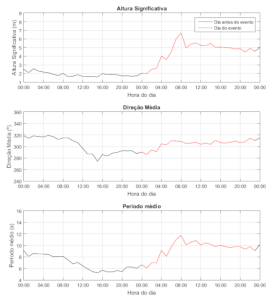 Altura Significativa
Dia antes do evento
Dia do evento
Altura Significativa (m)
9
8
7
6
5
4
3
2
1
00:00 04:00 08:00 12:00 16:00 20:00 00:00 04:00 08:00 12:00 16:00 20:00 00:00
Hora do dia
Direção Média
Direção Média (°)
360
340
320
300
280
260
240
00:00 04:00 08:00 12:00 16:00 20:00 00:00 04:00 08:00 12:00 16:00 20:00 00:00
Hora do dia
Período médio
Período médio (s)
16
14
12
10
8
6
4
00:00 04:00 08:00 12:00 16:00 20:00 00:00 04:00 08:00 12:00 16:00 20:00 00:00
Hora do dia